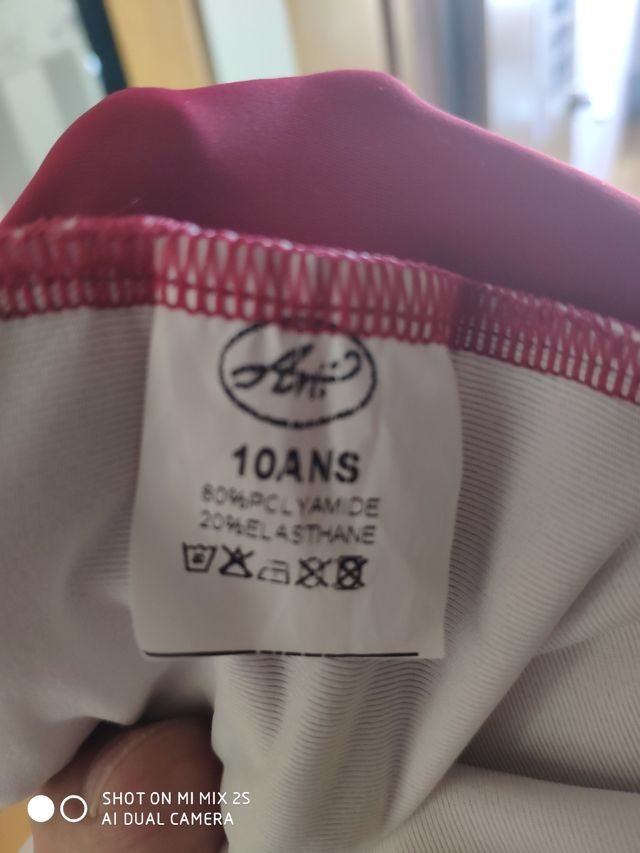 10ANS
80%POLYAMIDE
20%ELASTHANE
SHOT ON MI MIX 2S
AI DUAL CAMERA